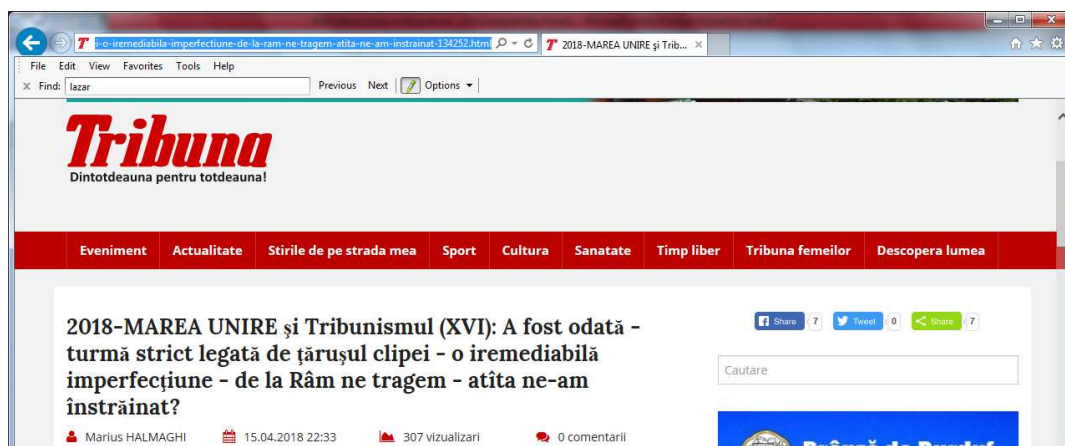 i-o-iremediabila-imperfectiune-de-la-ram-ne-tragem-atita-ne-am-instrainat-134252.html
2018-MAREA UNIRE şi Trib...
File Edit View Favorites Tools Help
Find: lazar Previous Next Options
Tribuna
Dintotdeauna pentru totdeauna!
Eveniment Actualitate Stirile de pe strada mea Sport Cultura Sanatate Timp liber Tribuna femeilor Descopera lumea
2018-MAREA UNIRE și Tribunismul (XVI): A fost odată -
turmă strict legată de țărușul clipei - o iremediabilă
imperfecțiune - de la Râm ne tragem - atîta ne-am
înstrăinat?
Marius HALMAGHI 15.04.2018 22:33 307 vizualizari 0 comentarii
Share 7 Tweet 0 Share 7
Cautare